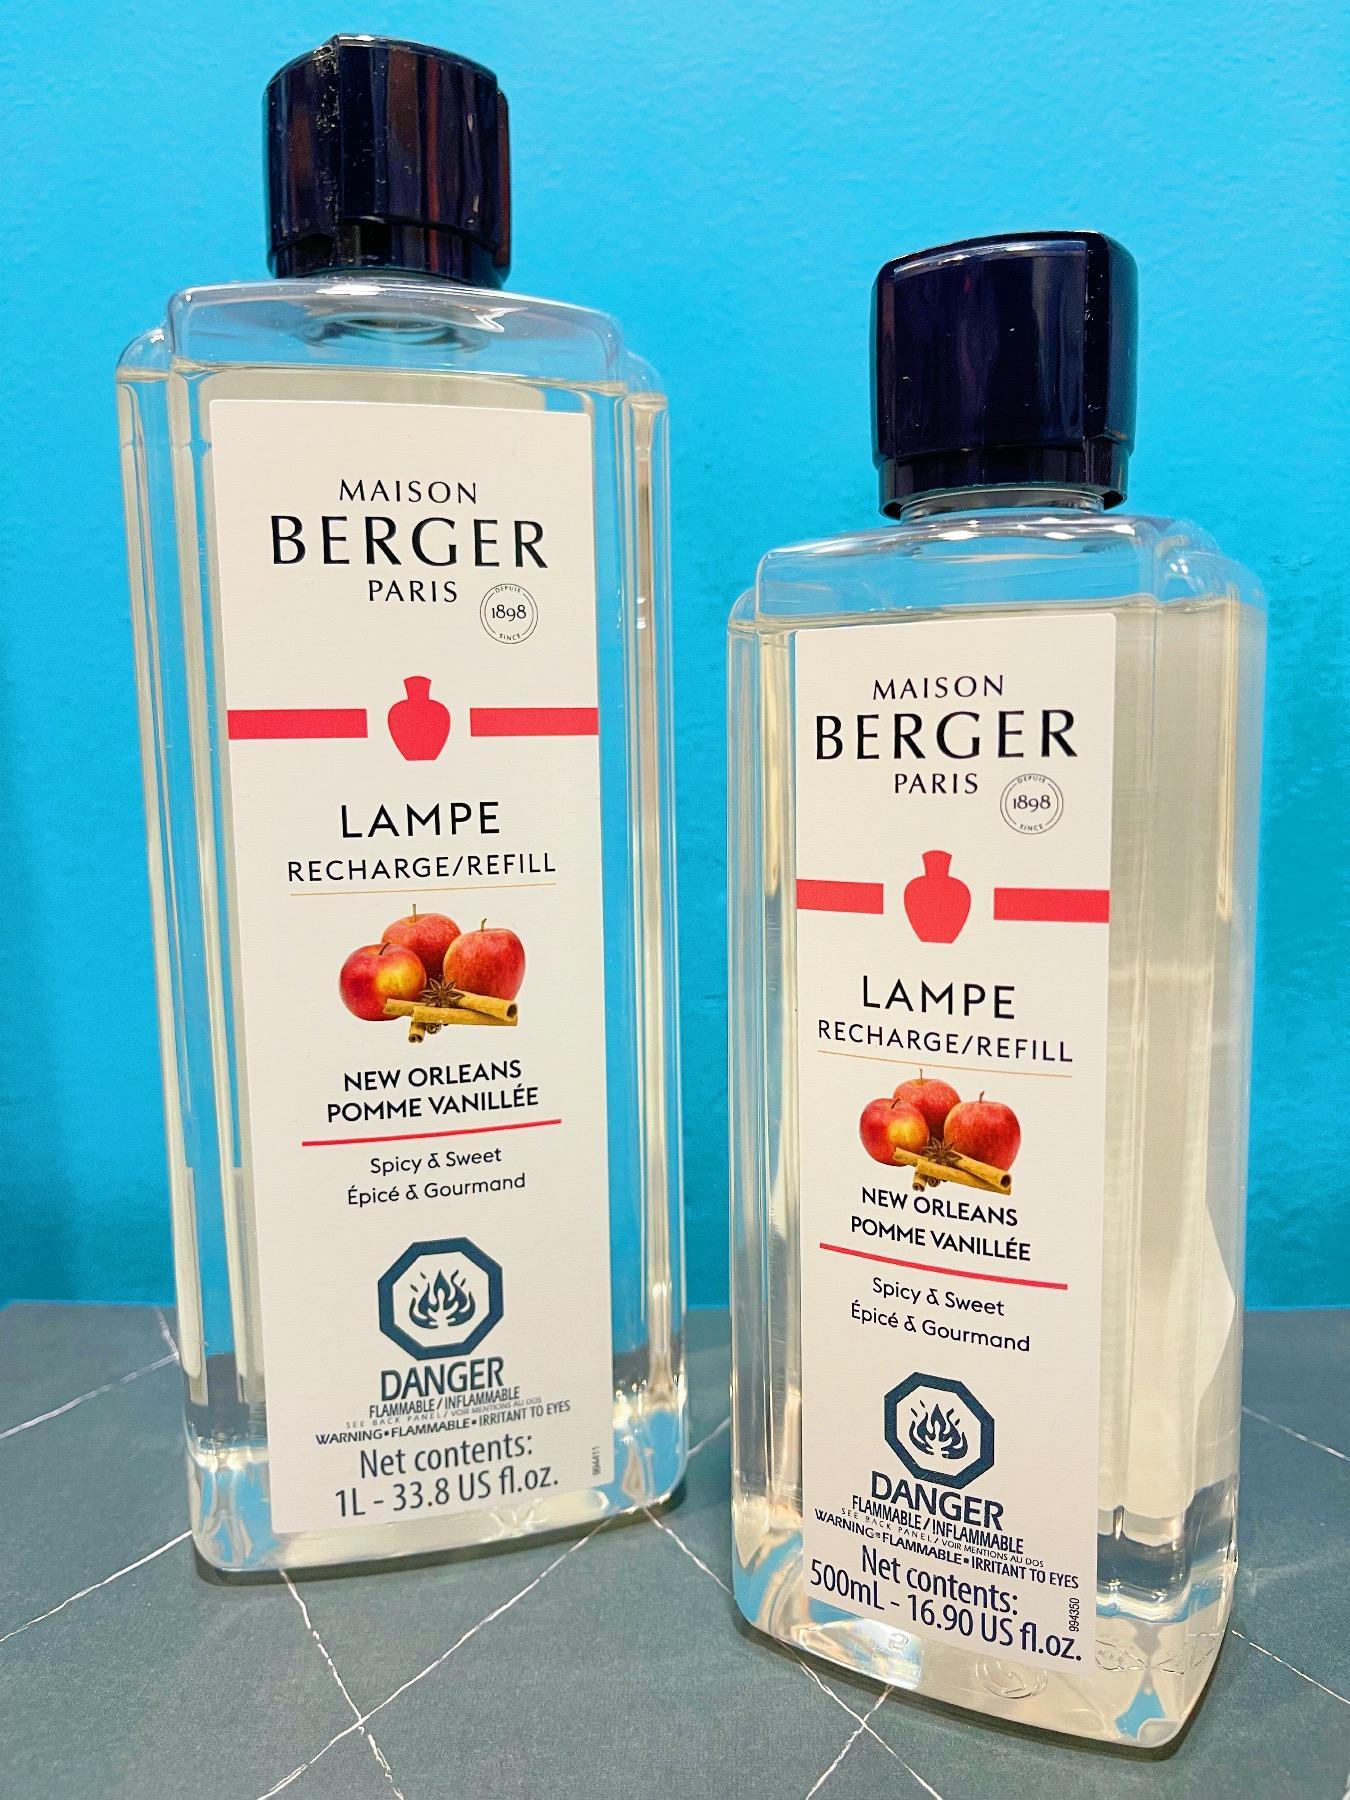 MAISON
BERGER
PARIS
DEPUIS
1898
SINCE
LAMPE
RECHARGE/REFILL
NEW ORLEANS
POMME VANILLÉE
Spicy & Sweet
Épicé & Gourmand
DANGER
FLAMMABLE / INFLAMMABLE
SEE BACK PANEL / VOIR MENTIONS AU DOS
WARNING▪FLAMMABLE▪IRRITANT TO EYES
Net contents:
1L - 33.8 US fl.oz.
994411
MAISON
BERGER
PARIS
DEPUIS
1898
SINCE
LAMPE
RECHARGE/REFILL
NEW ORLEANS
POMME VANILLÉE
Spicy & Sweet
Épicé & Gourmand
DANGER
FLAMMABLE / INFLAMMABLE
SEE BACK PANEL / VOIR MENTIONS AU DOS
WARNING▪FLAMMABLE▪IRRITANT TO EYES
Net contents:
500mL - 16.90 US fl.oz.
994350